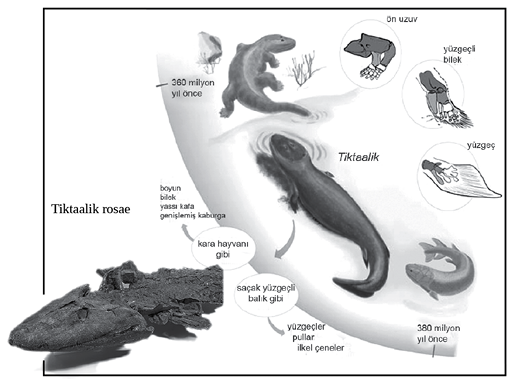 ön uzuv
360 milyon
yıl önce
yüzgeçli
bilek
Tiktaalik
yüzgeç
boyun
bilek
yassı kafa
genişlemiş kaburga
Tiktaalik rosae
kara hayvanı
gibi
saçak yüzgeçli
balık gibi
yüzgeçler
pullar
ilkel çeneler
380 milyon
yıl önce